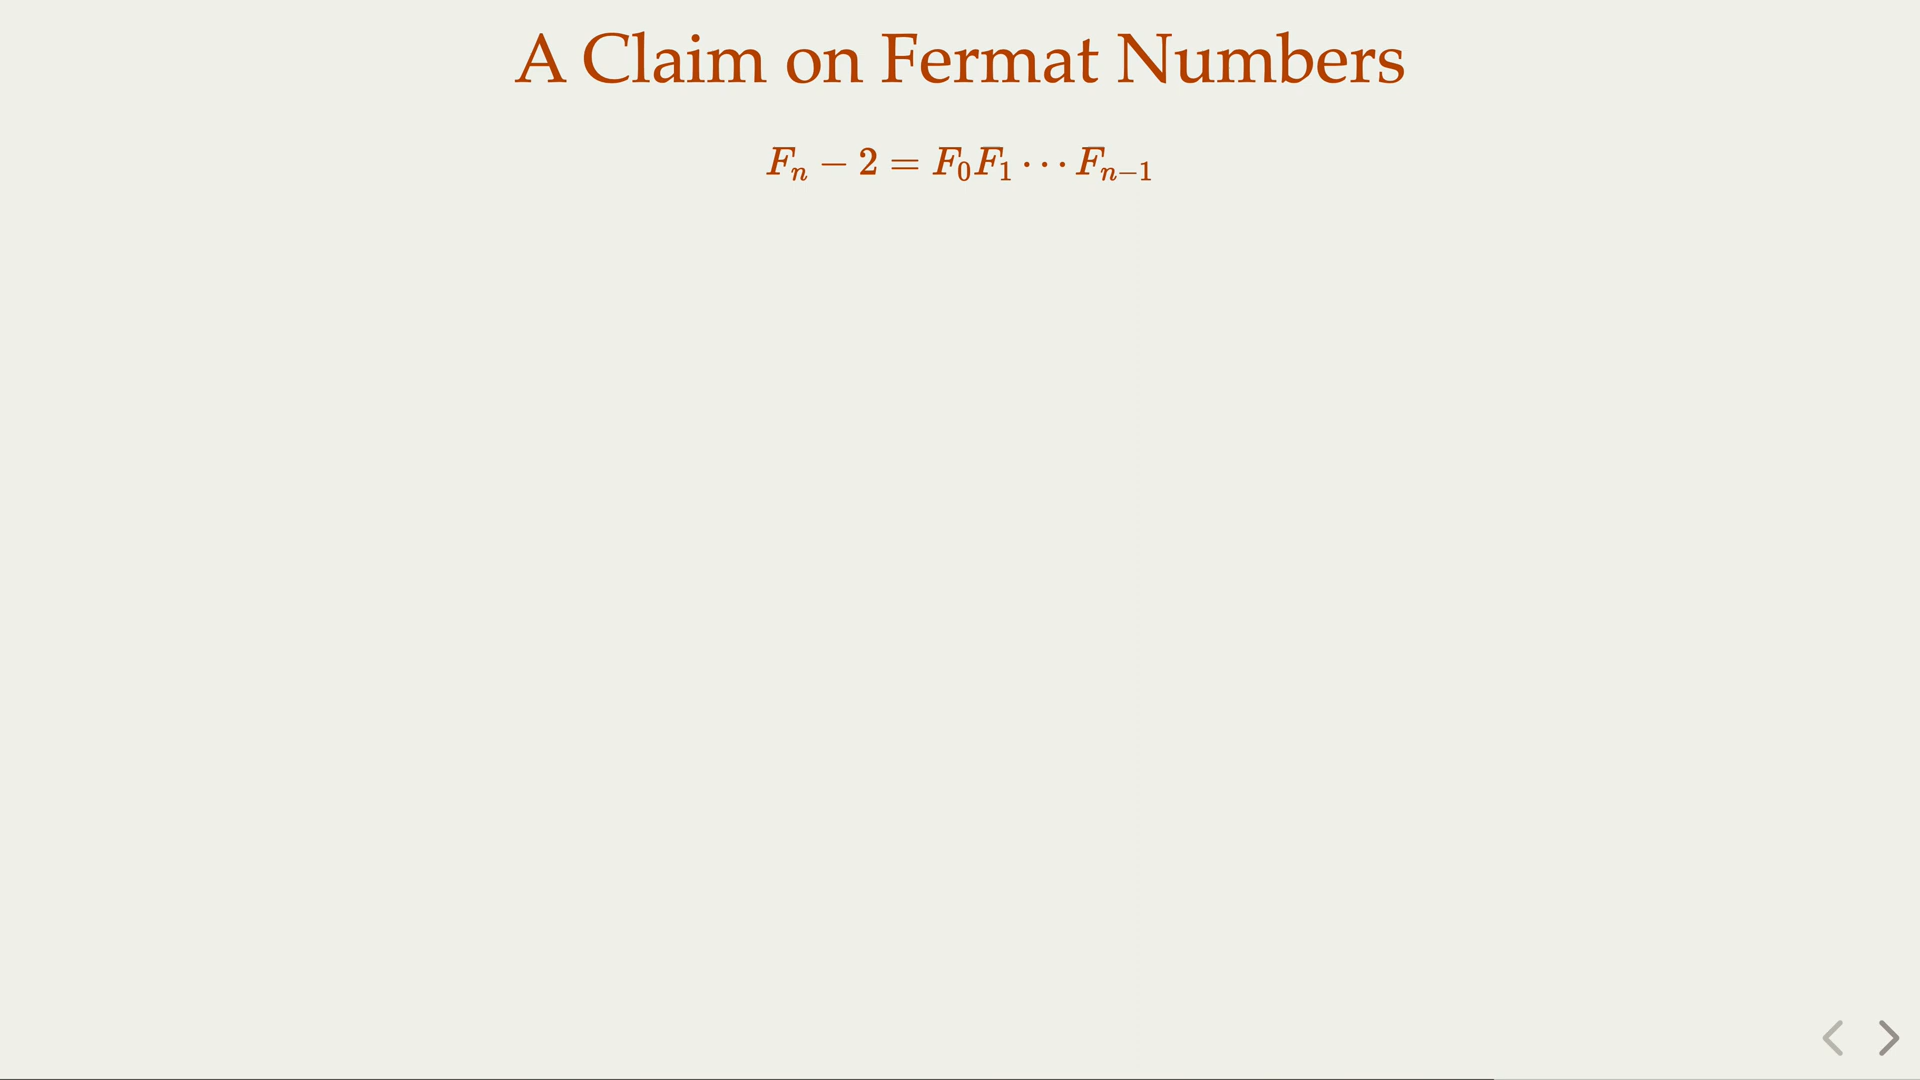 A Claim on Fermat Numbers
Fₙ − 2 = F₀F₁ ⋯ Fₙ₋₁